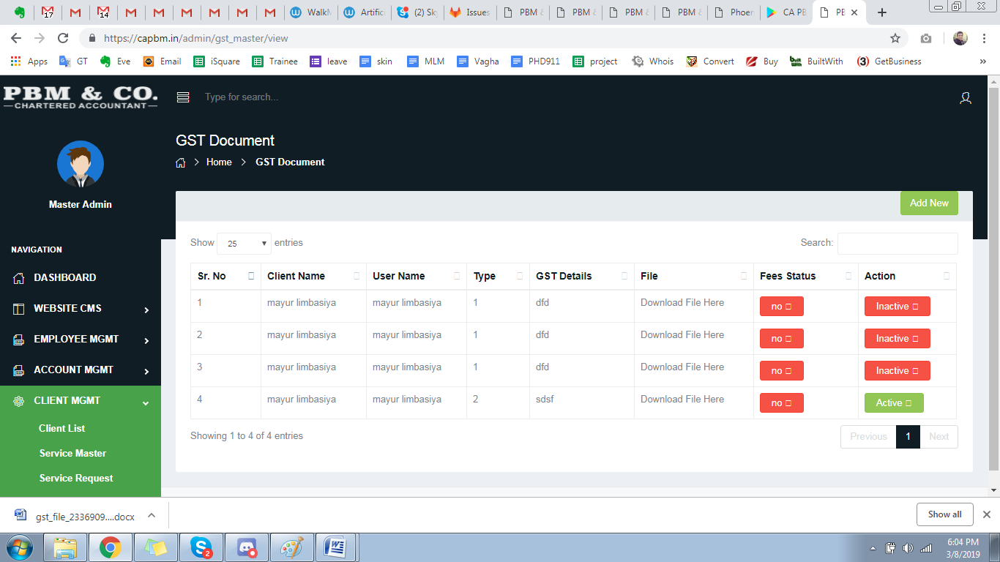 17 14 WalkM Artific (2) Sk Issues PBM & PBM & PBM & PBM & Phoer CA PB PB
https://capbm.in/admin/gst_master/view
Apps GT Eve Email iSquare Trainee leave skin MLM Vagha PHD911 project Whois Convert Buy BuiltWith GetBusiness
PBM & CO.
CHARTERED ACCOUNTANT
Type for search...
GST Document
Home > GST Document
Master Admin
Add New
NAVIGATION
DASHBOARD
WEBSITE CMS
EMPLOYEE MGMT
ACCOUNT MGMT
CLIENT MGMT
Client List
Service Master
Service Request
Show 25 entries Search:
Sr. No Client Name User Name Type GST Details File Fees Status Action
1 mayur limbasiya mayur limbasiya 1 dfd Download File Here no Inactive
2 mayur limbasiya mayur limbasiya 1 dfd Download File Here no Inactive
3 mayur limbasiya mayur limbasiya 1 dfd Download File Here no Inactive
4 mayur limbasiya mayur limbasiya 2 sdsf Download File Here no Active
Showing 1 to 4 of 4 entries Previous 1 Next
gst_file_2336909....docx Show all
2
6:04 PM
3/8/2019